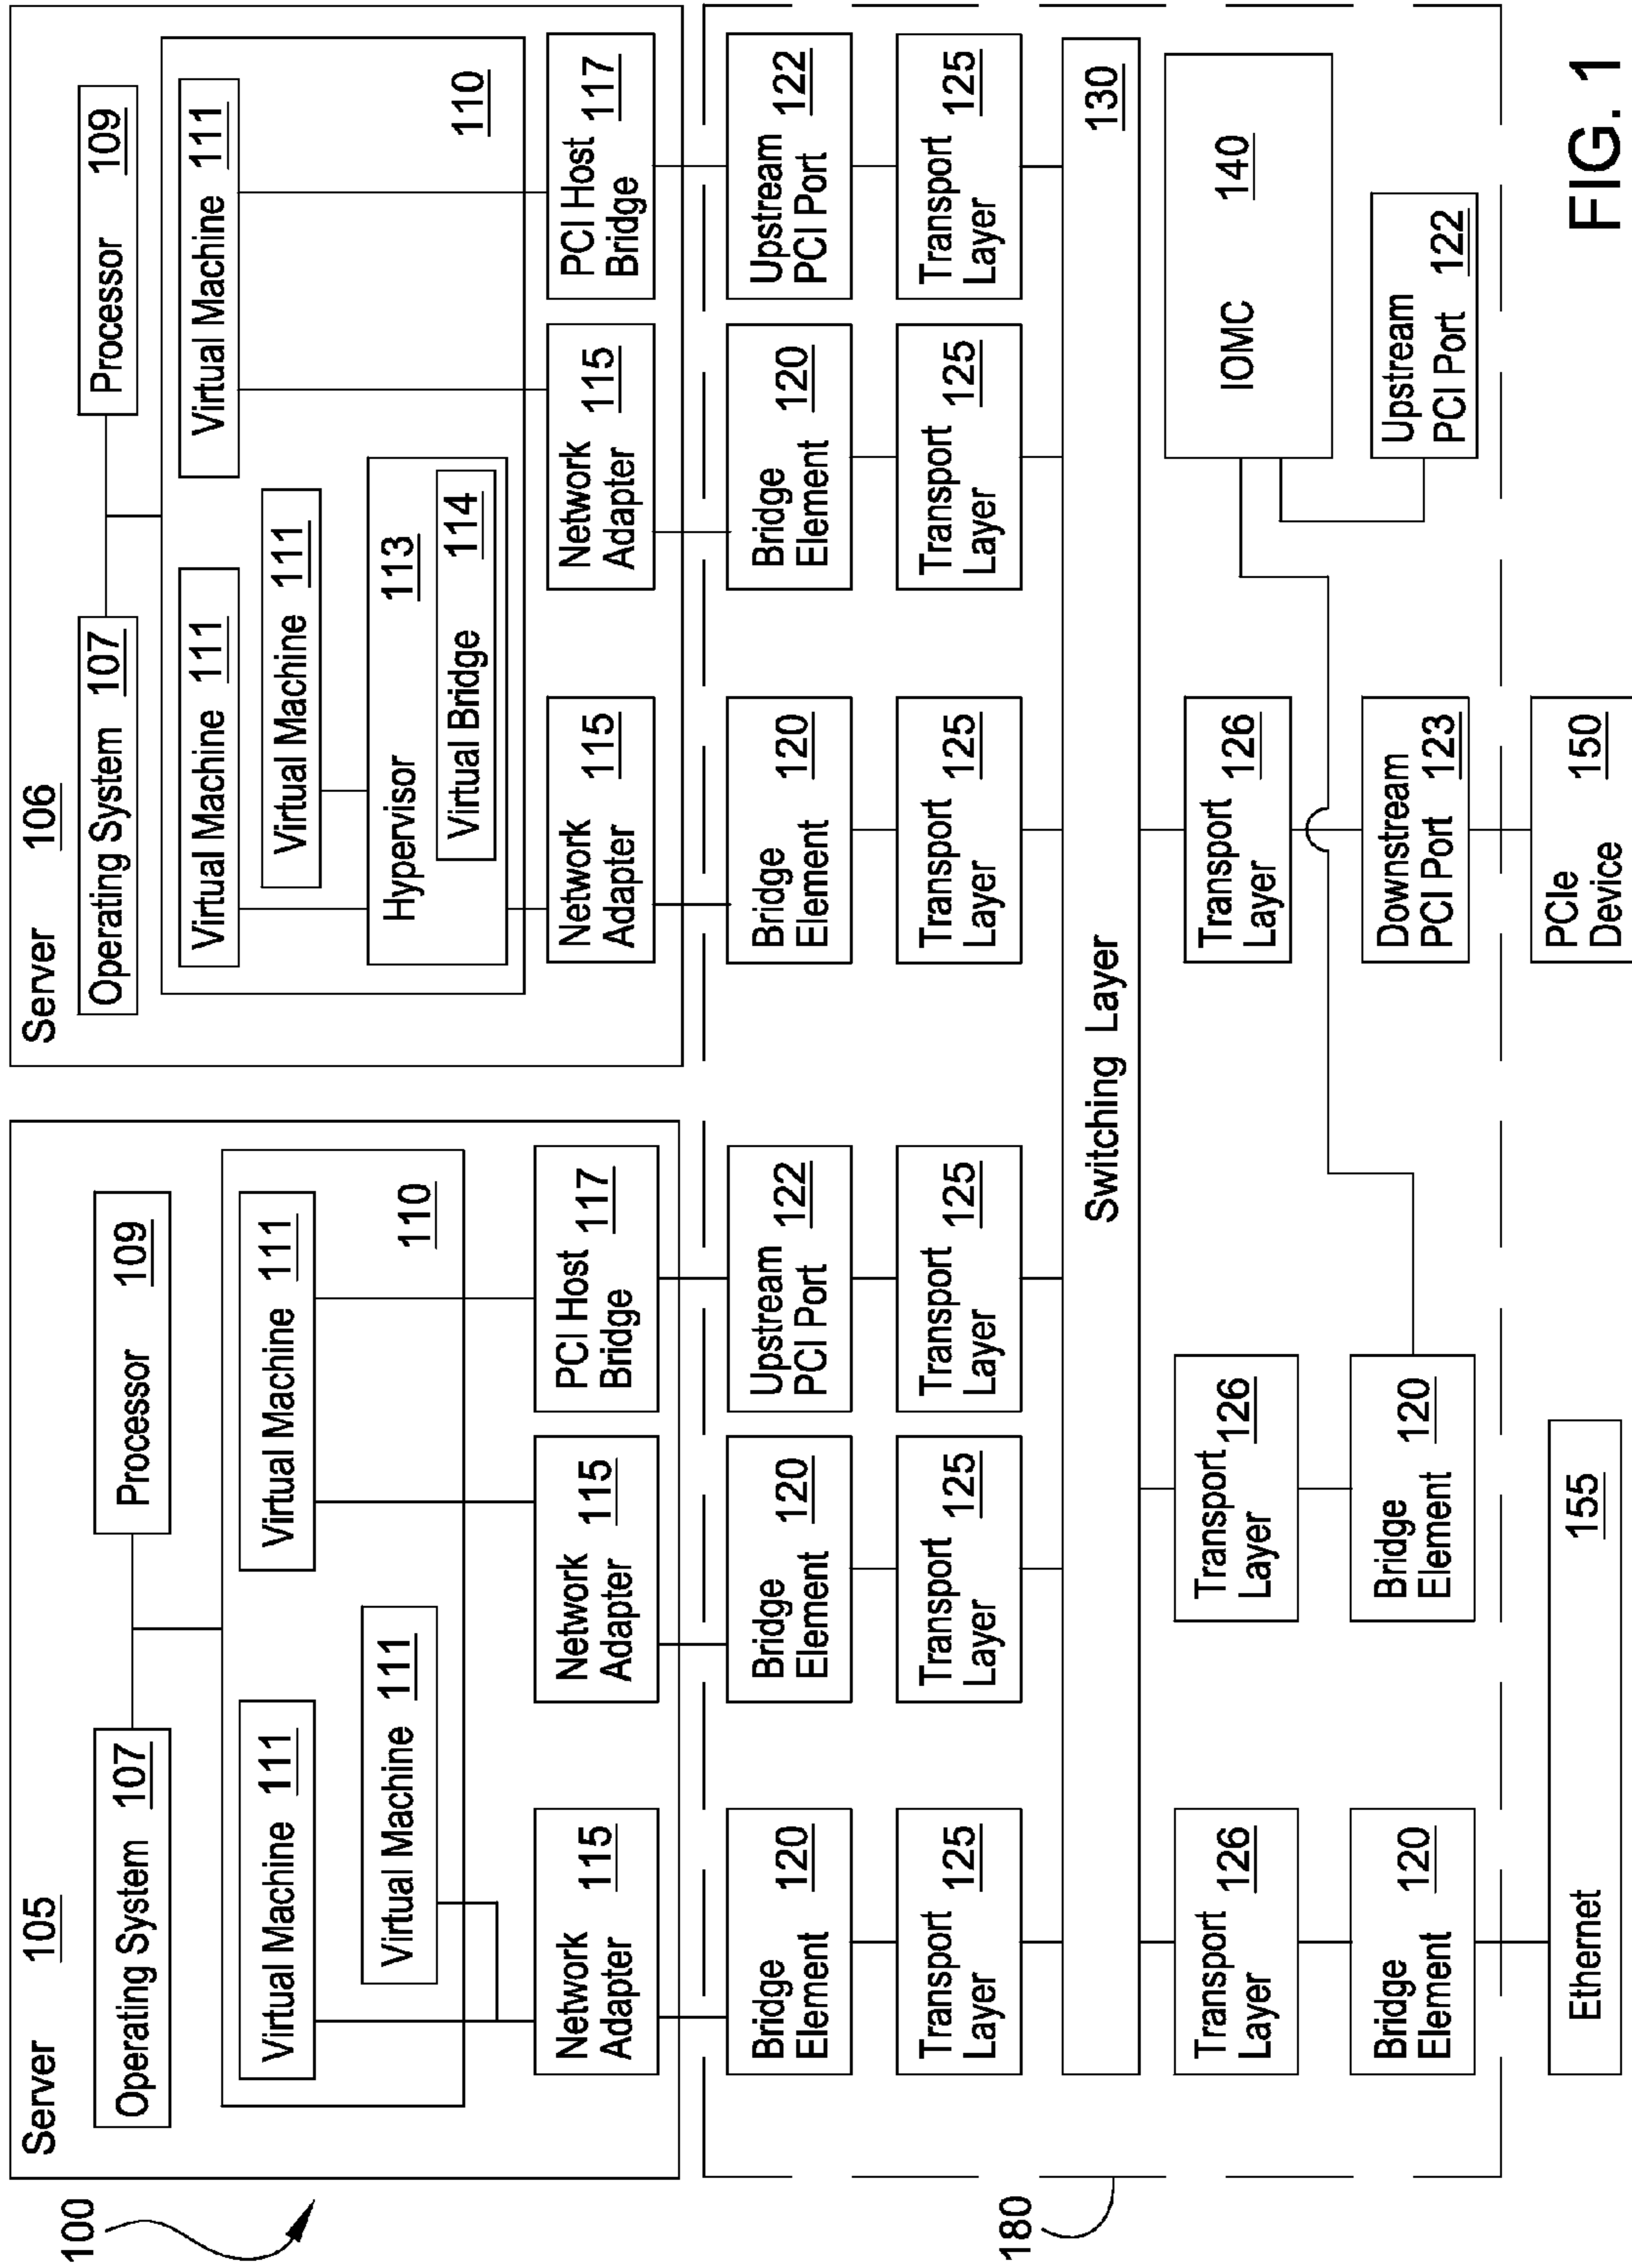 100
Server 105
Operating System 107
Processor 109
Virtual Machine 111
Virtual Machine 111
Virtual Machine 111
110
Network
Adapter 115
Network
Adapter 115
PCI Host
Bridge 117
Server 106
Operating System 107
Processor 109
Virtual Machine 111
Virtual Machine 111
Virtual Machine 111
Hypervisor 113
Virtual Bridge 114
110
Network
Adapter 115
Network
Adapter 115
PCI Host
Bridge 117
180
Bridge
Element 120
Bridge
Element 120
Upstream
PCI Port 122
Bridge
Element 120
Bridge
Element 120
Upstream
PCI Port 122
Transport
Layer 125
Transport
Layer 125
Transport
Layer 125
Transport
Layer 125
Transport
Layer 125
Transport
Layer 125
Switching Layer 130
Transport
Layer 126
Transport
Layer 126
Transport
Layer 126
IOMC 140
Bridge
Element 120
Bridge
Element 120
Downstream
PCI Port 123
Upstream
PCI Port 122
Ethernet 155
PCIe
Device 150
FIG. 1